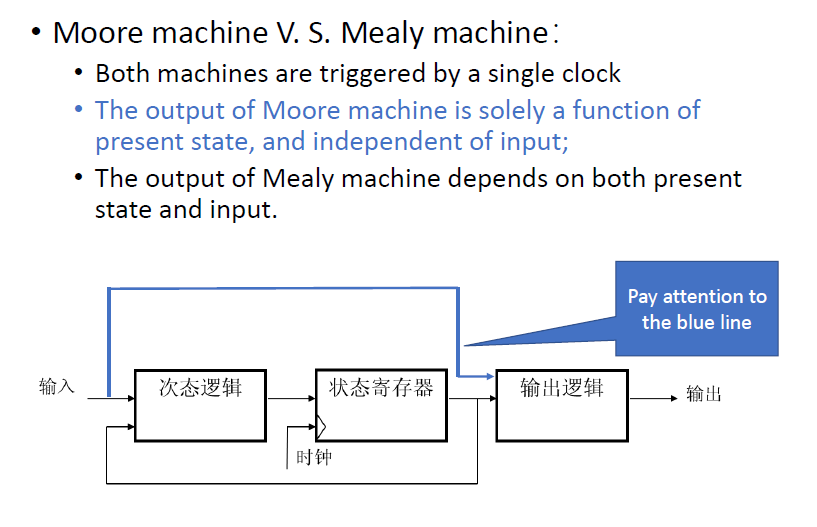 • Moore machine V. S. Mealy machine：
• Both machines are triggered by a single clock
• The output of Moore machine is solely a function of
present state, and independent of input;
• The output of Mealy machine depends on both present
state and input.
Pay attention to
the blue line
输入
次态逻辑
状态寄存器
输出逻辑
输出
时钟